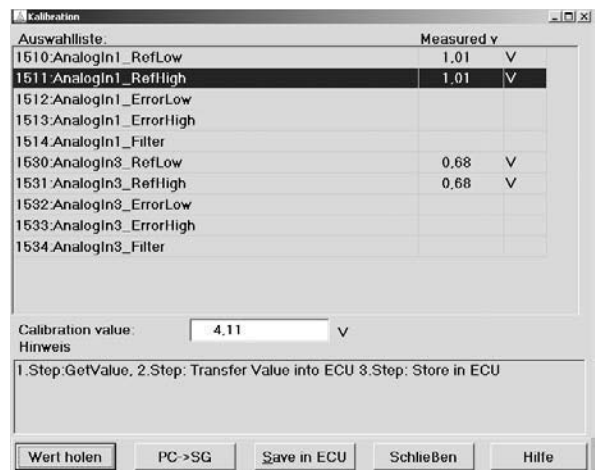 Kalibration
Auswahlliste: Measured v
1510:AnalogIn1_RefLow 1,01 V
1511:AnalogIn1_RefHigh 1,01 V
1512:AnalogIn1_ErrorLow
1513:AnalogIn1_ErrorHigh
1514:AnalogIn1_Filter
1530:AnalogIn3_RefLow 0,68 V
1531:AnalogIn3_RefHigh 0,68 V
1532:AnalogIn3_ErrorLow
1533:AnalogIn3_ErrorHigh
1534:AnalogIn3_Filter
Calibration value: 4,11 V
Hinweis
1.Step:GetValue, 2.Step: Transfer Value into ECU 3.Step: Store in ECU
Wert holen PC->SG Save in ECU Schließen Hilfe